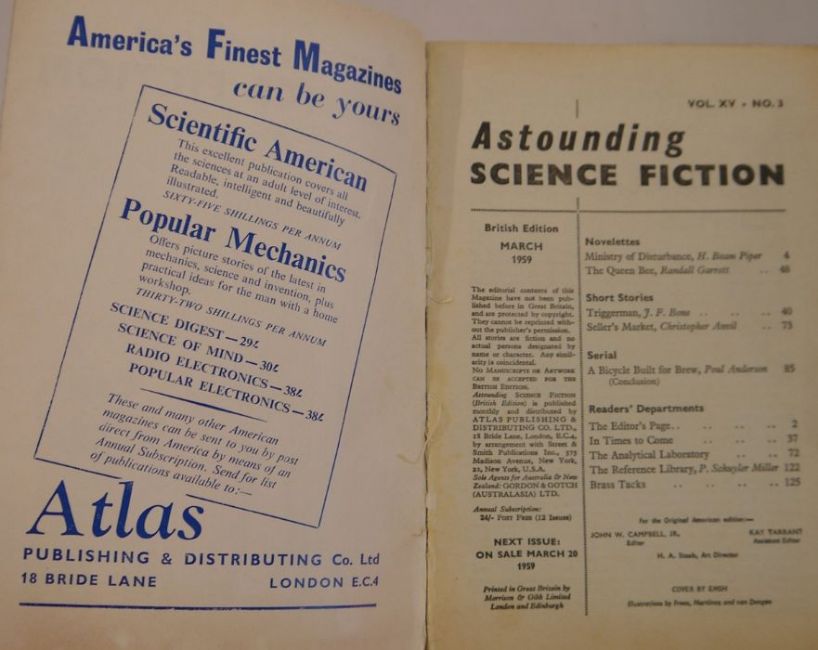 America's Finest Magazines
can be yours
Scientific American
This excellent publication covers all
the sciences at an adult level of interest.
Readable, intelligent and beautifully
illustrated.
SIXTY-FIVE SHILLINGS PER ANNUM
Popular Mechanics
Offers picture stories of the latest in
mechanics, science and invention, plus
practical ideas for the man with a home
workshop.
THIRTY-TWO SHILLINGS PER ANNUM
SCIENCE DIGEST—29/-
SCIENCE OF MIND—30/-
RADIO ELECTRONICS—38/-
POPULAR ELECTRONICS—38/-
These and many other American
magazines can be sent to you by post
direct from America by means of an
Annual Subscription. Send for list
of publications available to:—
Atlas
PUBLISHING & DISTRIBUTING Co. Ltd
18 BRIDE LANE LONDON E.C.4
VOL. XV • NO. 3
Astounding
SCIENCE FICTION
British Edition
MARCH
1959
The editorial contents of this
Magazine have not been pub-
lished before in Great Britain,
and are protected by copyright.
They cannot be reprinted with-
out the publisher's permission.
All stories are fiction and no
actual persons designated by
name or character. Any simil-
arity is coincidental.
NO MANUSCRIPTS OR ARTWORK
CAN BE ACCEPTED FOR THE
BRITISH EDITION.
Astounding SCIENCE FICTION
(British Edition) is published
monthly and distributed by
ATLAS PUBLISHING &
DISTRIBUTING CO. LTD.,
18 Bride Lane, London, E.C.4,
by arrangement with Street &
Smith Publications Inc., 575
Madison Avenue, New York,
22, New York, U.S.A.
Sole Agents for Australia & New
Zealand: GORDON & GOTCH
(AUSTRALASIA) LTD.
Annual Subscription:
24/- POST FREE (12 Issues)
NEXT ISSUE:
ON SALE MARCH 20
1959
Printed in Great Britain by
Morrison & Gibb Limited
London and Edinburgh
Novelettes
Ministry of Disturbance, H. Beam Piper 4
The Queen Bee, Randall Garrett .. 48
Short Stories
Triggerman, J. F. Bone .. .. .. 40
Seller's Market, Christopher Anvil .. 75
Serial
A Bicycle Built for Brew, Poul Anderson 85
(Conclusion)
Readers' Departments
The Editor's Page.. .. .. .. 2
In Times to Come .. .. .. 37
The Analytical Laboratory .. .. 72
The Reference Library, P. Schuyler Miller 122
Brass Tacks .. .. .. .. 125
For the Original American edition:—
JOHN W. CAMPBELL, JR. KAY TARRANT
Editor Assistant Editor
H. A. Staab, Art Director
COVER BY EMSH
Illustrations by Freas, Martinez and van Dongen